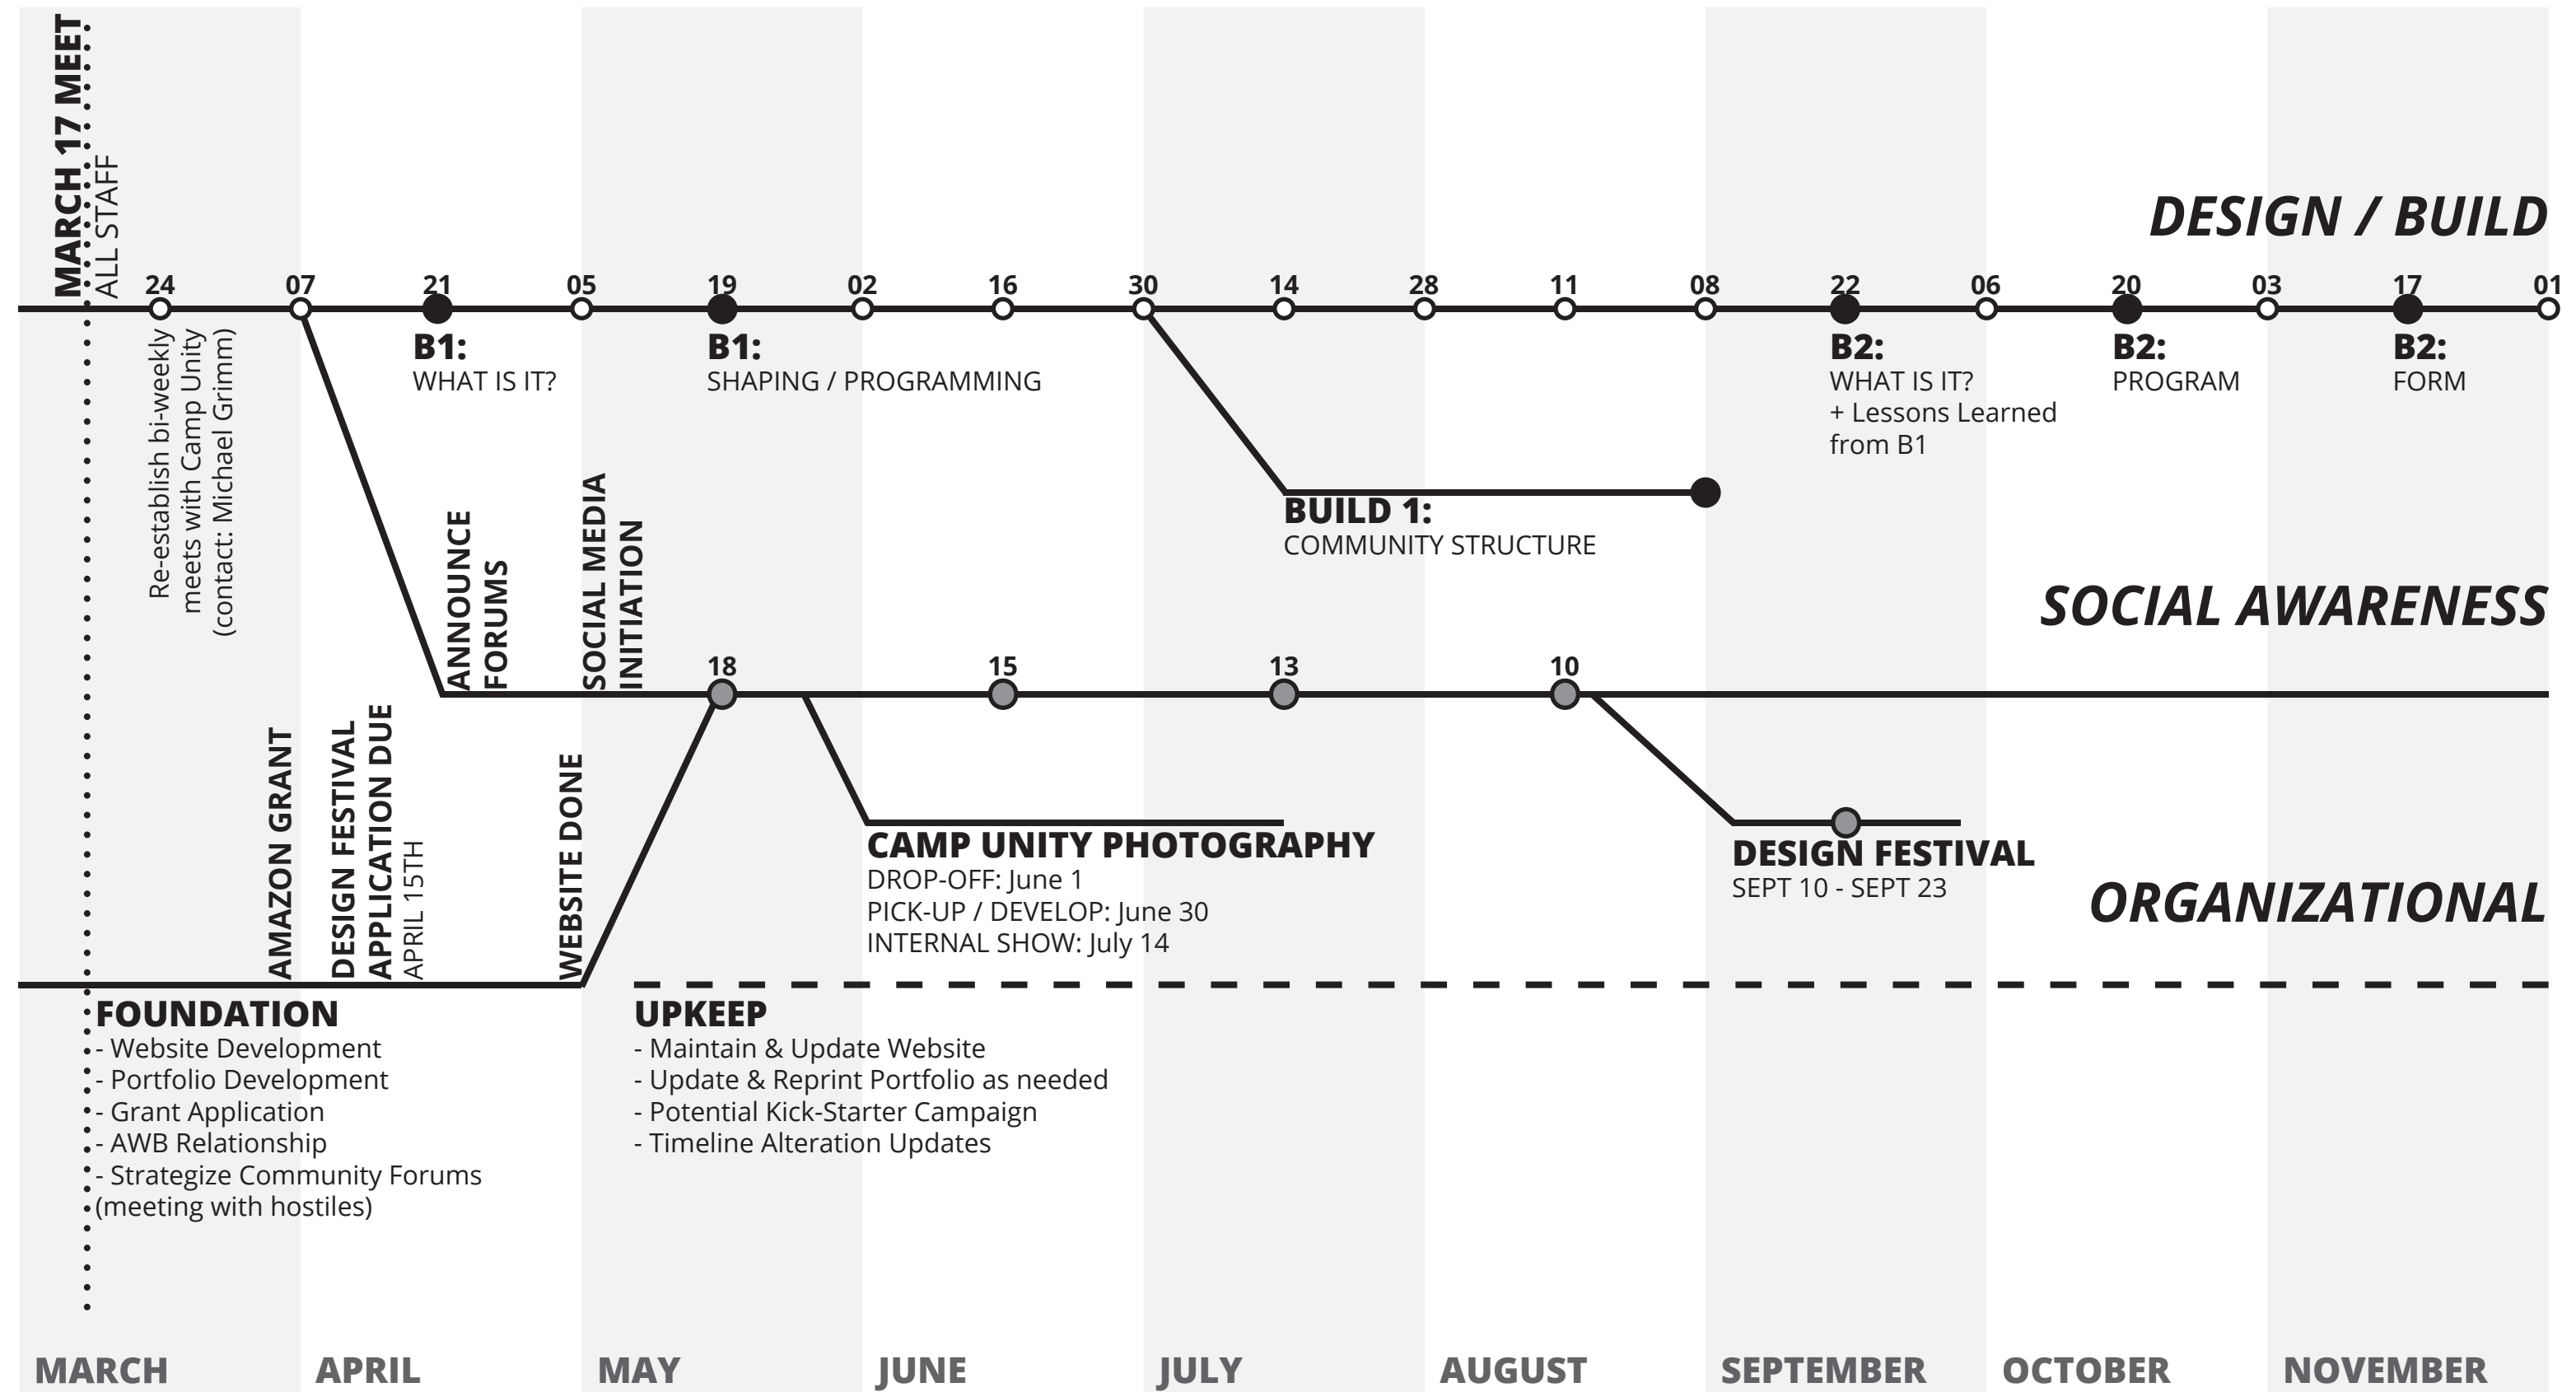 MARCH 17 MEET
ALL STAFF
DESIGN / BUILD
24
07
21
05
19
02
16
30
14
28
11
08
22
06
20
03
17
01
Re-establish bi-weekly
meets with Camp Unity
(contact: Michael Grimm)
B1:
WHAT IS IT?
B1:
SHAPING / PROGRAMMING
B2:
WHAT IS IT?
+ Lessons Learned
from B1
B2:
PROGRAM
B2:
FORM
BUILD 1:
COMMUNITY STRUCTURE
SOCIAL AWARENESS
ANNOUNCE
FORUMS
SOCIAL MEDIA
INITIATION
18
15
13
10
AMAZON GRANT
DESIGN FESTIVAL
APPLICATION DUE
APRIL 15TH
WEBSITE DONE
CAMP UNITY PHOTOGRAPHY
DROP-OFF: June 1
PICK-UP / DEVELOP: June 30
INTERNAL SHOW: July 14
DESIGN FESTIVAL
SEPT 10 - SEPT 23
ORGANIZATIONAL
FOUNDATION
- Website Development
- Portfolio Development
- Grant Application
- AWB Relationship
- Strategize Community Forums
(meeting with hostiles)
UPKEEP
- Maintain & Update Website
- Update & Reprint Portfolio as needed
- Potential Kick-Starter Campaign
- Timeline Alteration Updates
MARCH
APRIL
MAY
JUNE
JULY
AUGUST
SEPTEMBER
OCTOBER
NOVEMBER